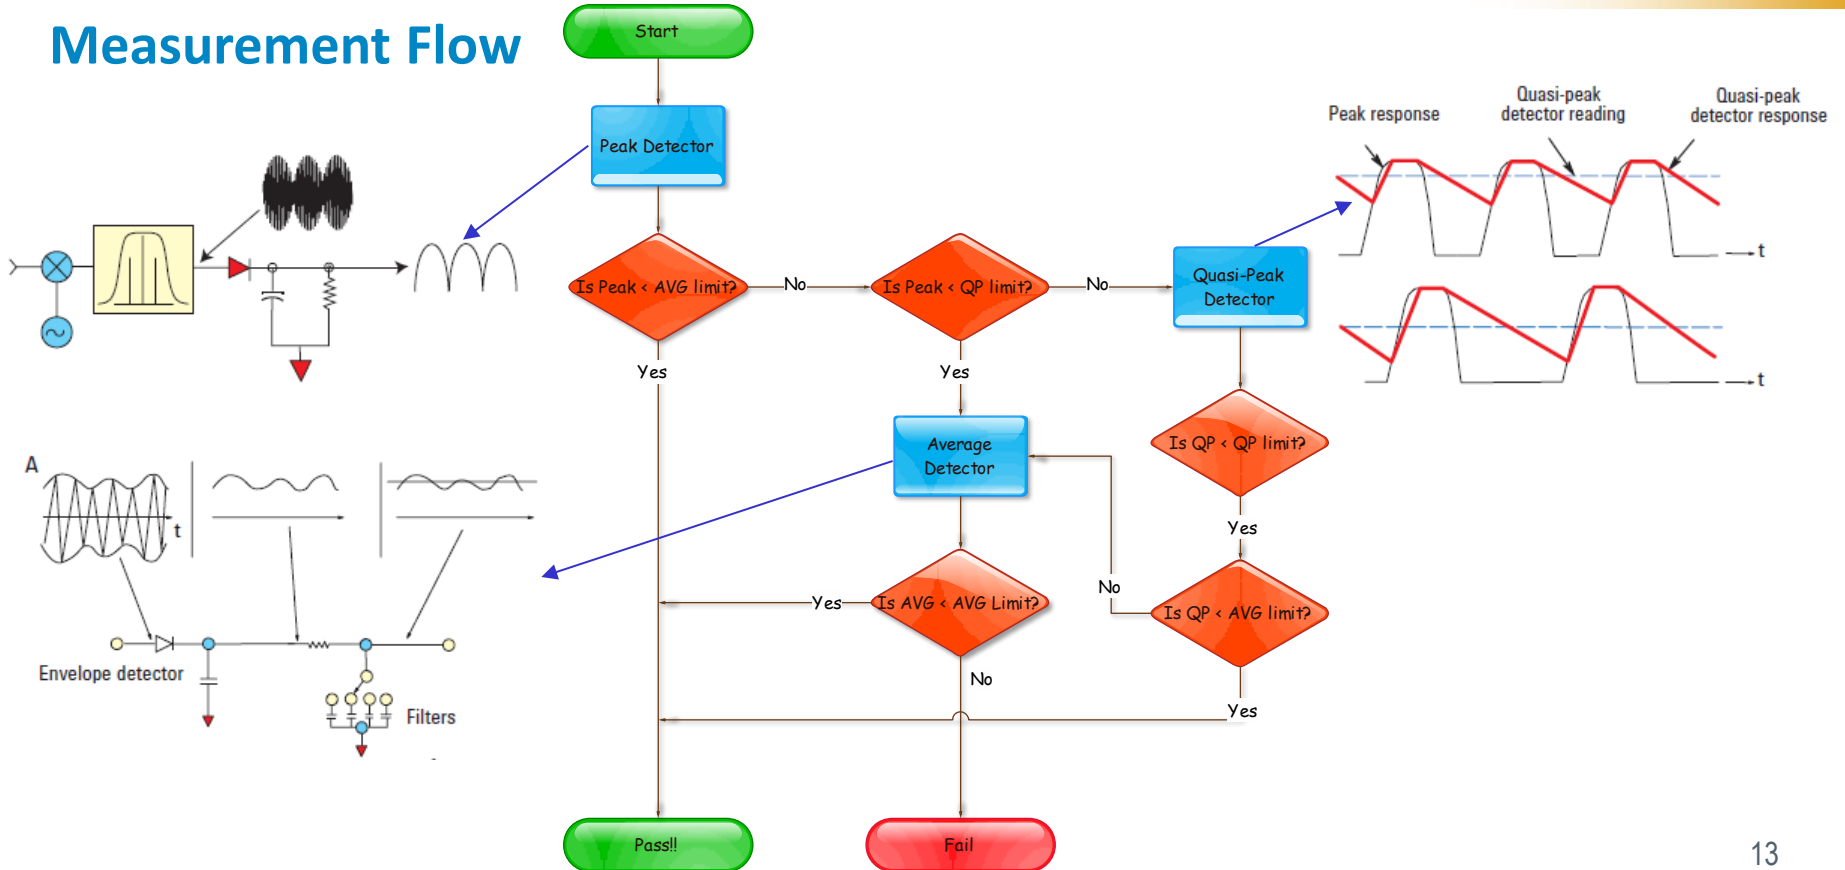 Measurement Flow
Start
Peak Detector
Is Peak < AVG limit?
No
Is Peak < QP limit?
No
Quasi-Peak
Detector
Yes
Yes
Average
Detector
Is QP < QP limit?
Yes
Is AVG < AVG Limit?
Yes
No
No
Is QP < AVG limit?
Yes
Pass!!
Fail
Peak response
Quasi-peak
detector reading
Quasi-peak
detector response
t
t
A
t
Envelope detector
Filters
13